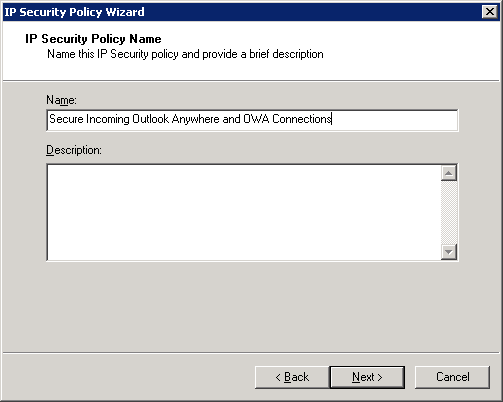 IP Security Policy Wizard
IP Security Policy Name
Name this IP Security policy and provide a brief description
Name:
Secure Incoming Outlook Anywhere and OWA Connections
Description:
< Back
Next >
Cancel